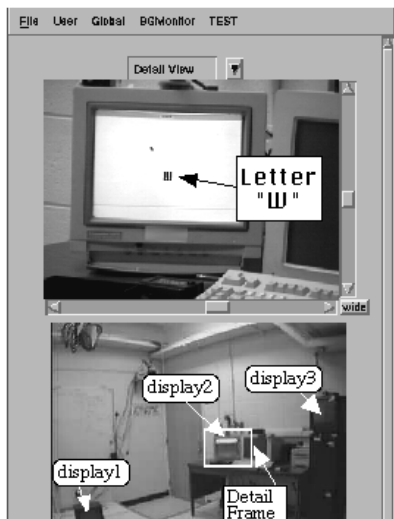 File User Global BGMonitor TEST
Detail View
W
Letter
"W"
wide
display2
display3
display1
Detail
Frame